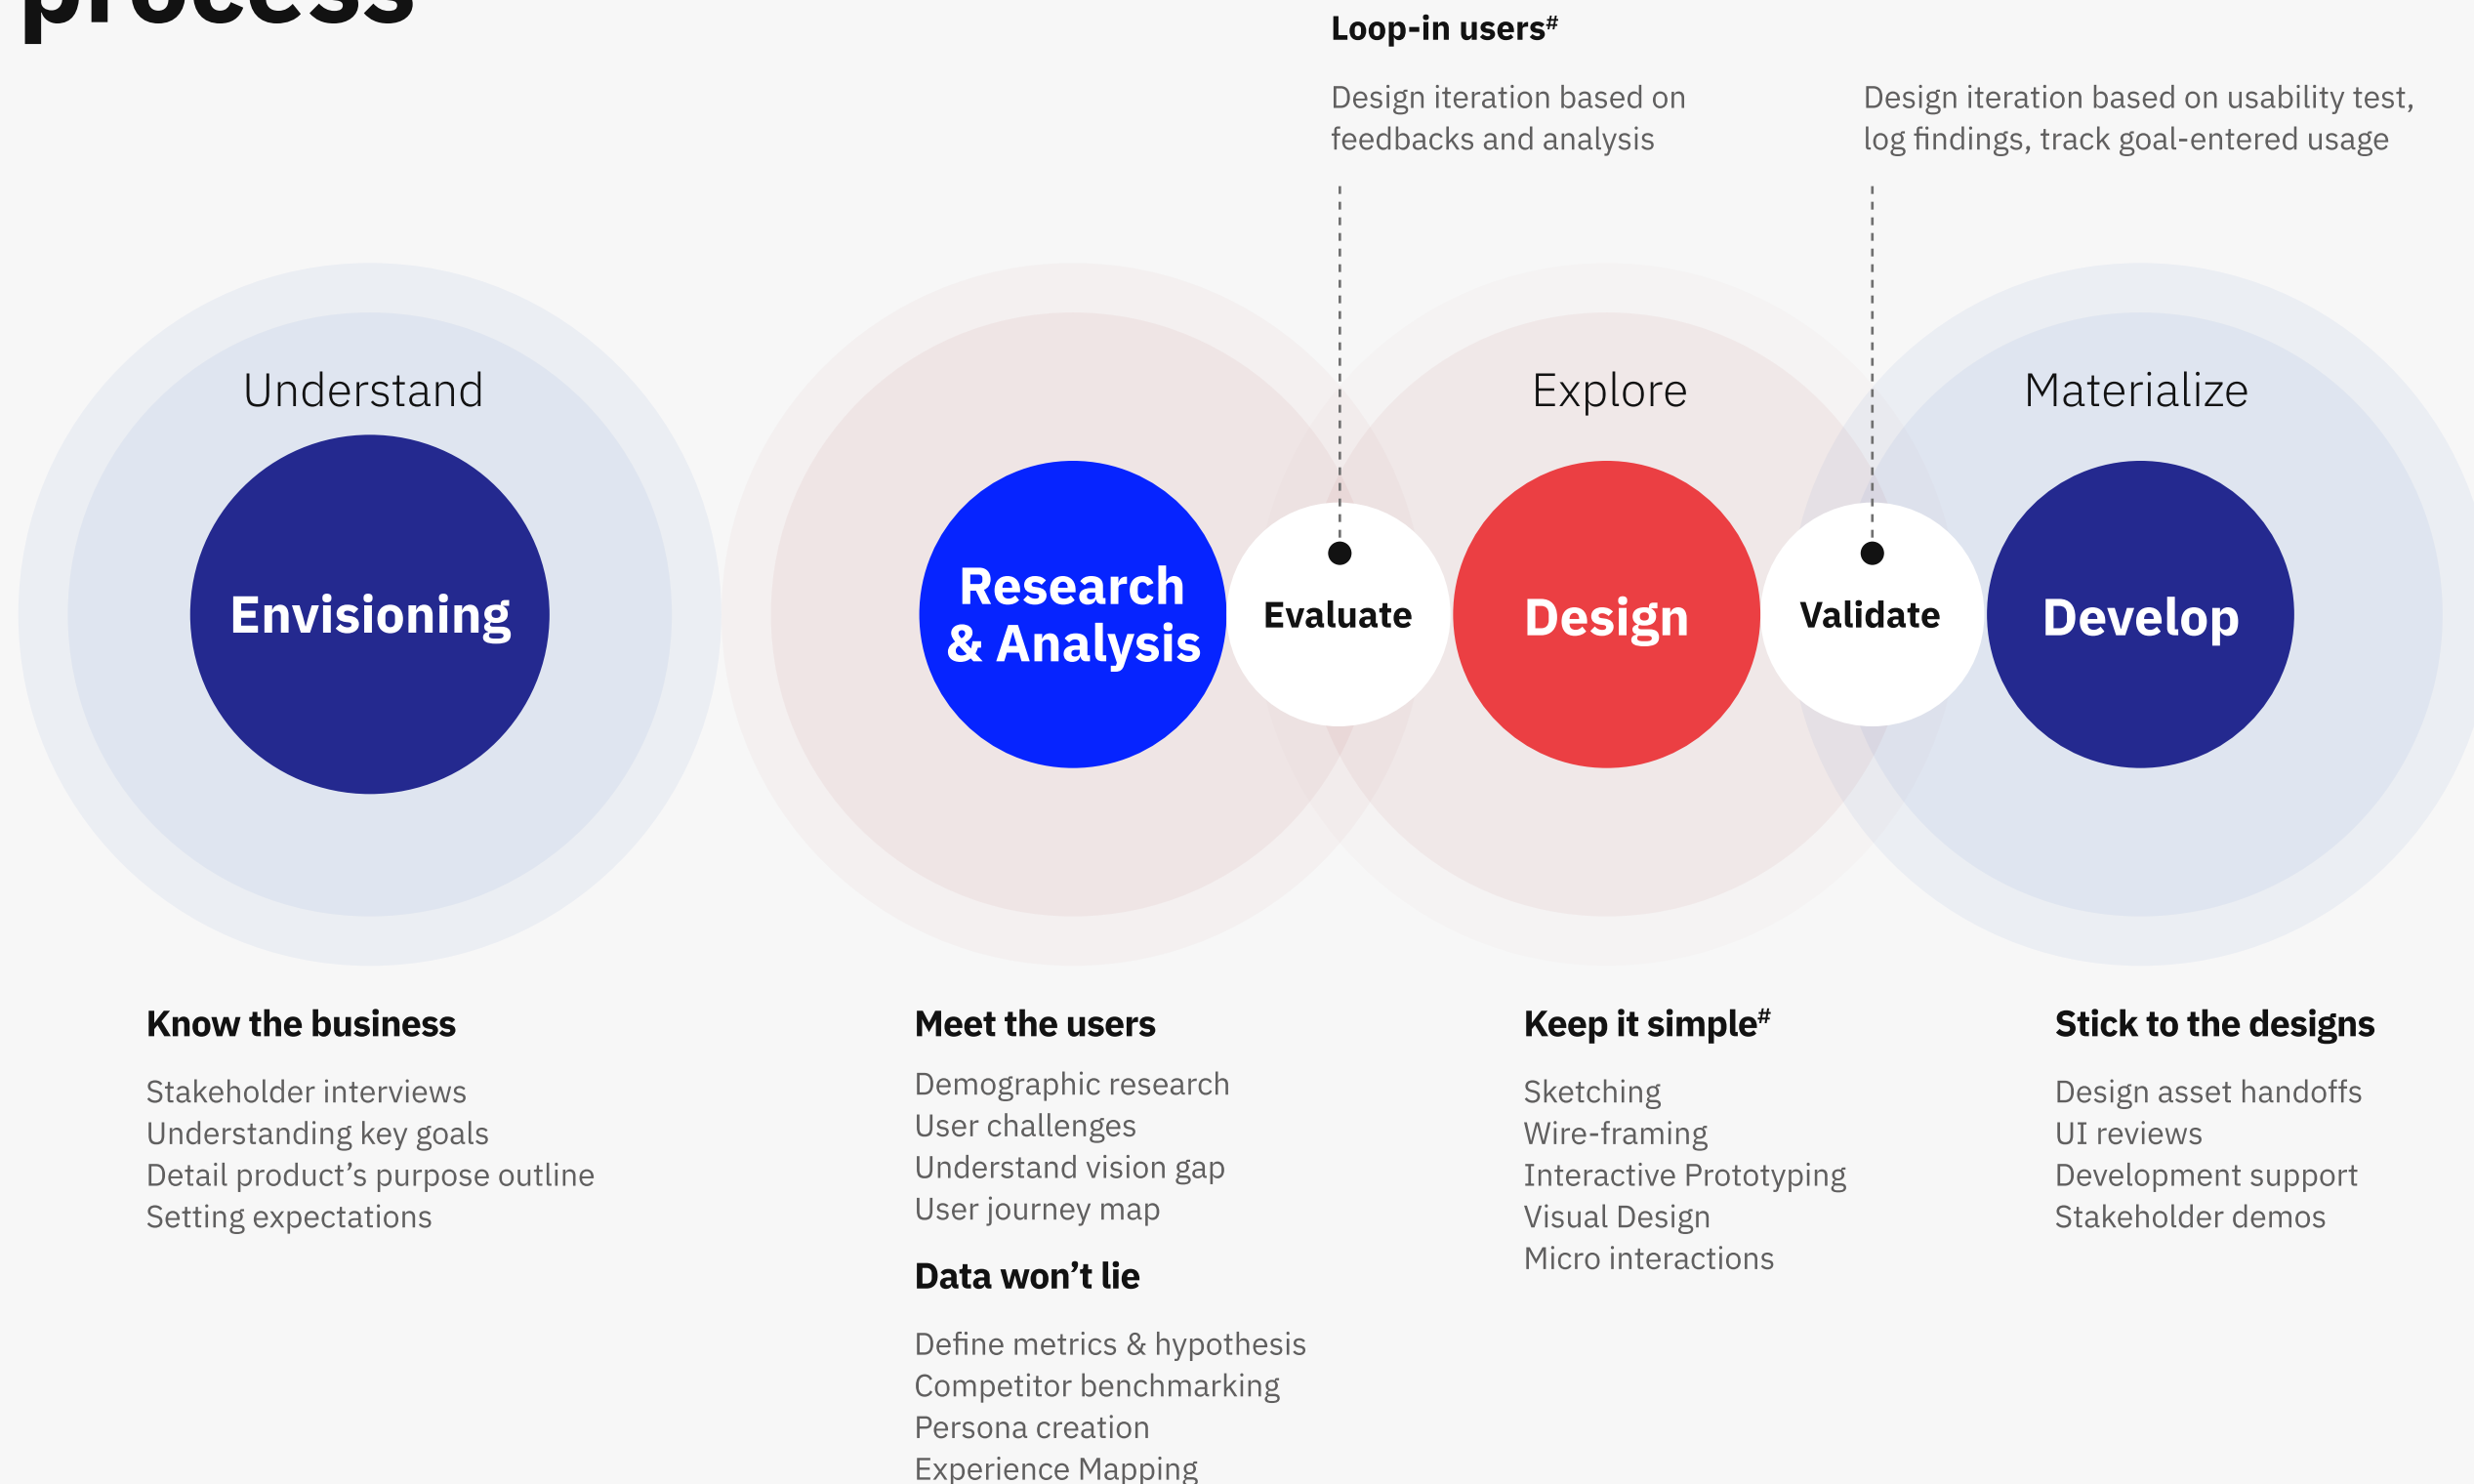 process
Loop-in users#
Design iteration based on
feedbacks and analysis
Design iteration based on usability test,
log findings, track goal-entered usage
Understand
Explore
Materialize
Envisioning
Research
& Analysis
Evaluate
Design
Validate
Develop
Know the business
Stakeholder interviews
Understanding key goals
Detail product’s purpose outline
Setting expectations
Meet the users
Demographic research
User challenges
Understand vision gap
User journey map
Data won’t lie
Define metrics & hypothesis
Competitor benchmarking
Persona creation
Experience Mapping
Keep it simple#
Sketching
Wire-framing
Interactive Prototyping
Visual Design
Micro interactions
Stick to the designs
Design asset handoffs
UI reviews
Development support
Stakeholder demos